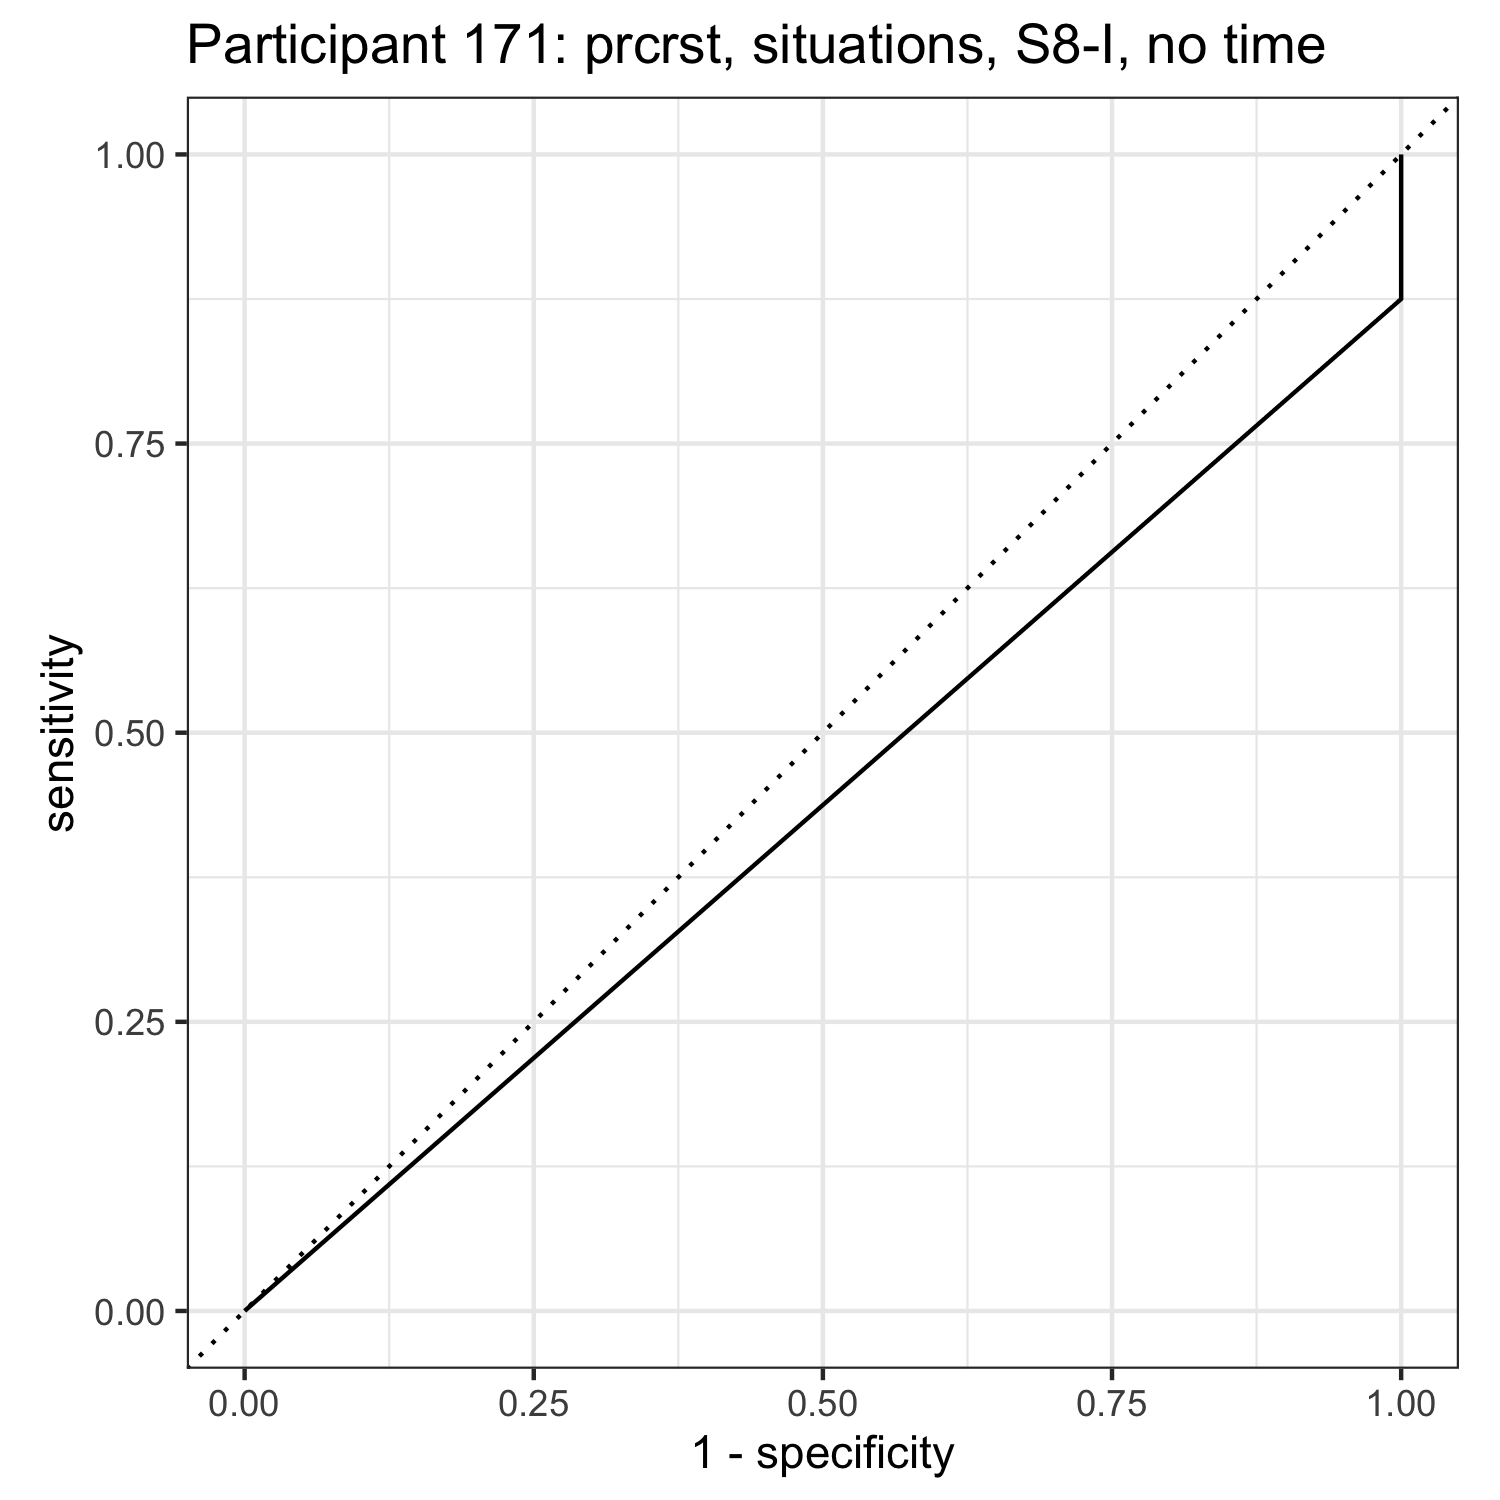 Participant 171: prcrst, situations, S8-I, no time
1.00
0.75
0.50
0.25
0.00
sensitivity
0.00 0.25 0.50 0.75 1.00
1 - specificity